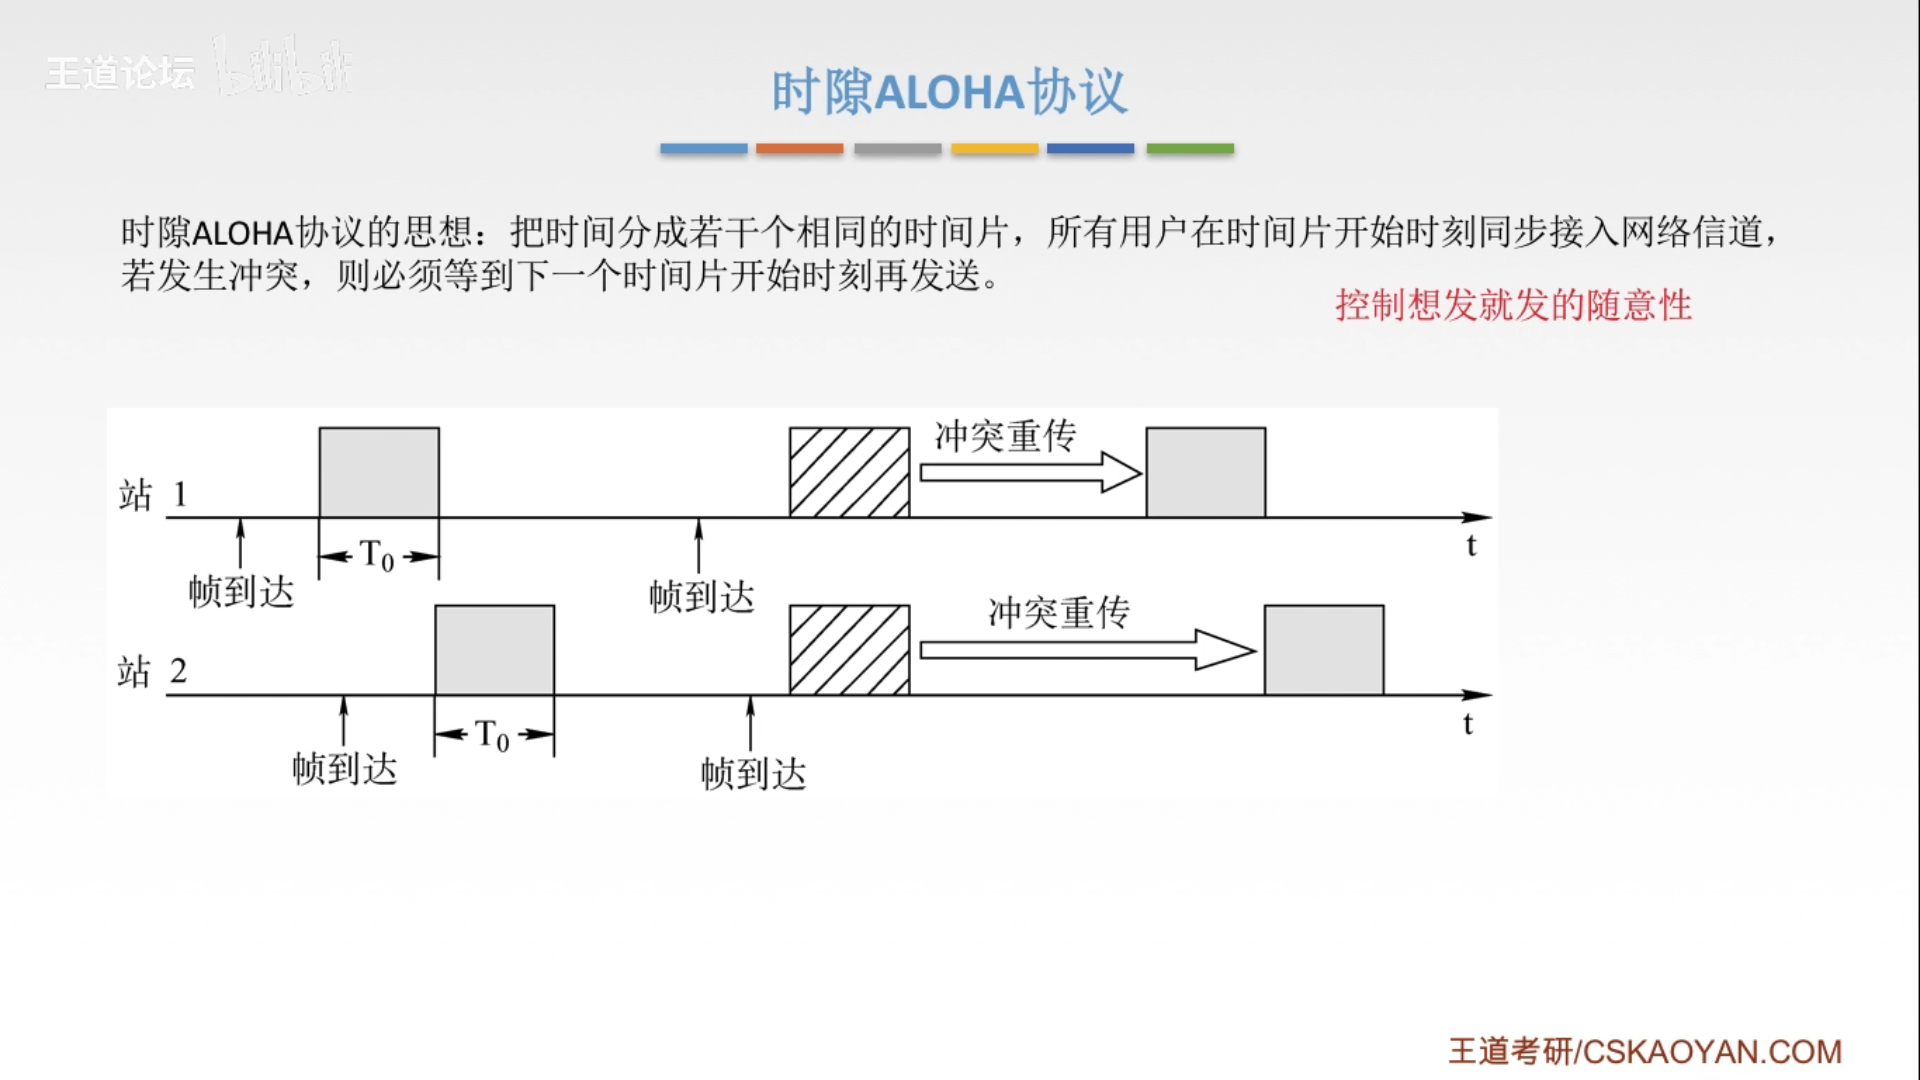 王道论坛 bilibili
时隙ALOHA协议
时隙ALOHA协议的思想：把时间分成若干个相同的时间片，所有用户在时间片开始时刻同步接入网络信道，
若发生冲突，则必须等到下一个时间片开始时刻再发送。
控制想发就发的随意性
冲突重传
站 1
T0
t
帧到达
帧到达
冲突重传
站 2
T0
t
帧到达
帧到达
王道考研/CSKAOYAN.COM